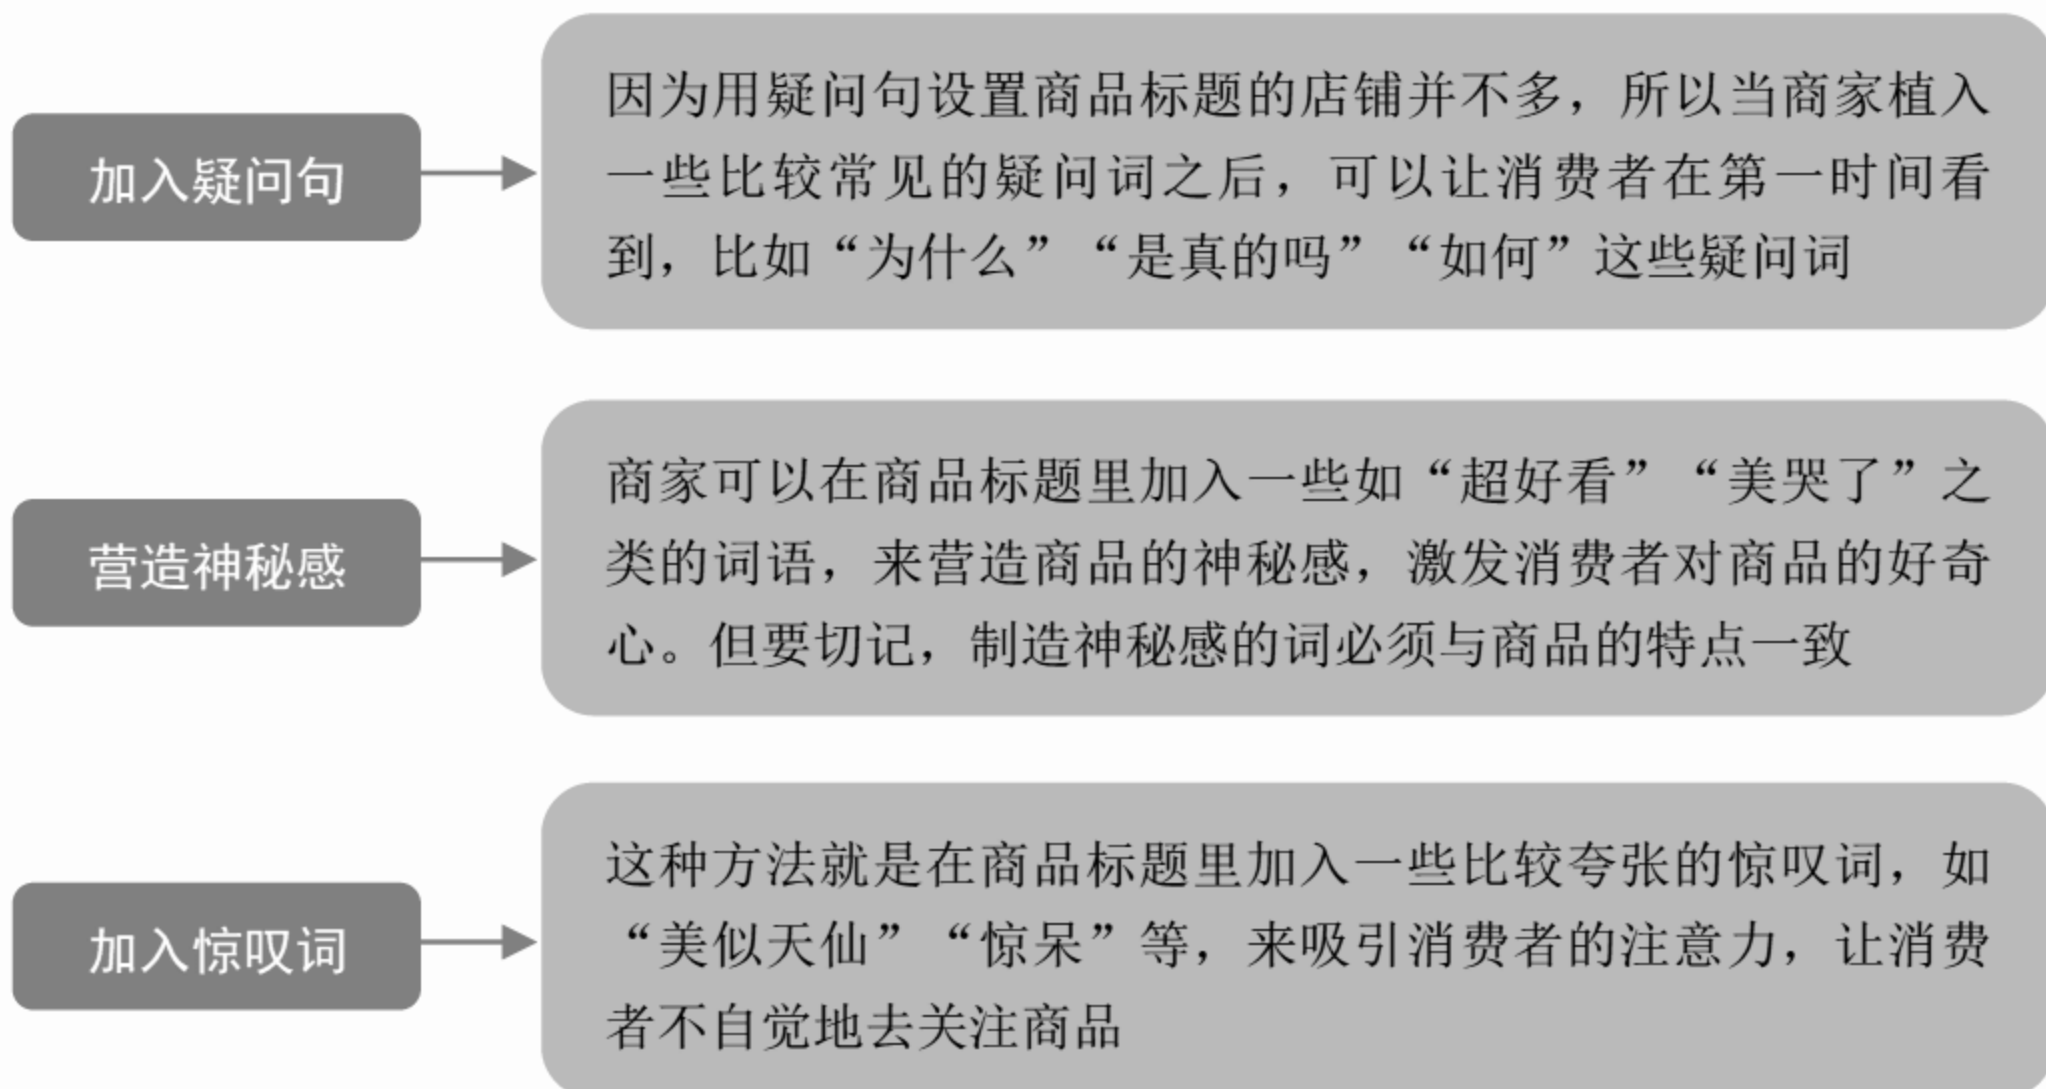 加入疑问句
因为用疑问句设置商品标题的店铺并不多，所以当商家植入
一些比较常见的疑问词之后，可以让消费者在第一时间看
到，比如“为什么”“是真的吗”“如何”这些疑问词
营造神秘感
商家可以在商品标题里加入一些如“超好看”“美哭了”之
类的词语，来营造商品的神秘感，激发消费者对商品的好奇
心。但要切记，制造神秘感的词必须与商品的特点一致
加入惊叹词
这种方法就是在商品标题里加入一些比较夸张的惊叹词，如
“美似天仙”“惊呆”等，来吸引消费者的注意力，让消费
者不自觉地去关注商品